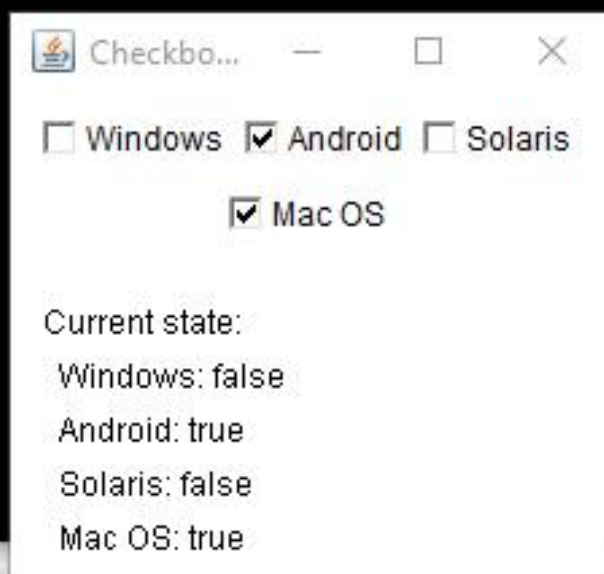 Checkbo...
Windows Android Solaris
Mac OS
Current state:
Windows: false
Android: true
Solaris: false
Mac OS: true